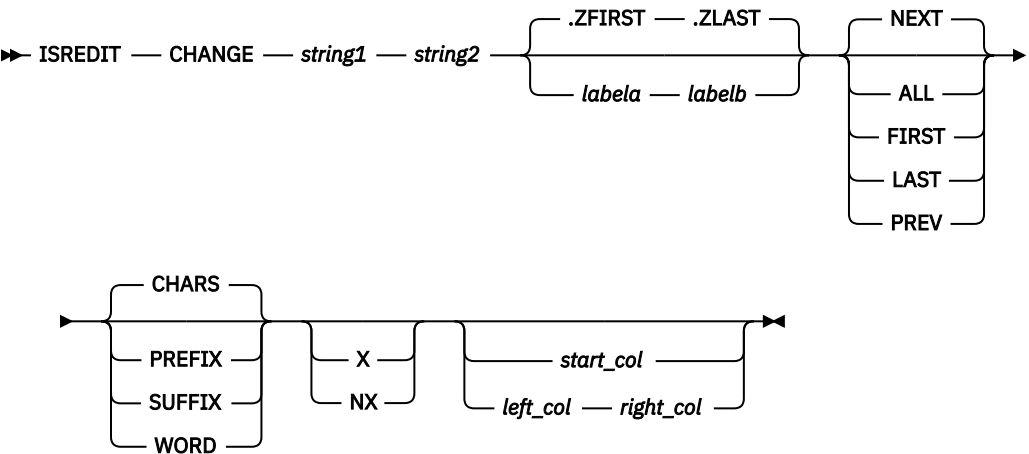 .ZFIRST .ZLAST NEXT
ISREDIT CHANGE string1 string2
labela labelb ALL
FIRST
LAST
PREV
CHARS
PREFIX X start_col
SUFFIX NX left_col right_col
WORD